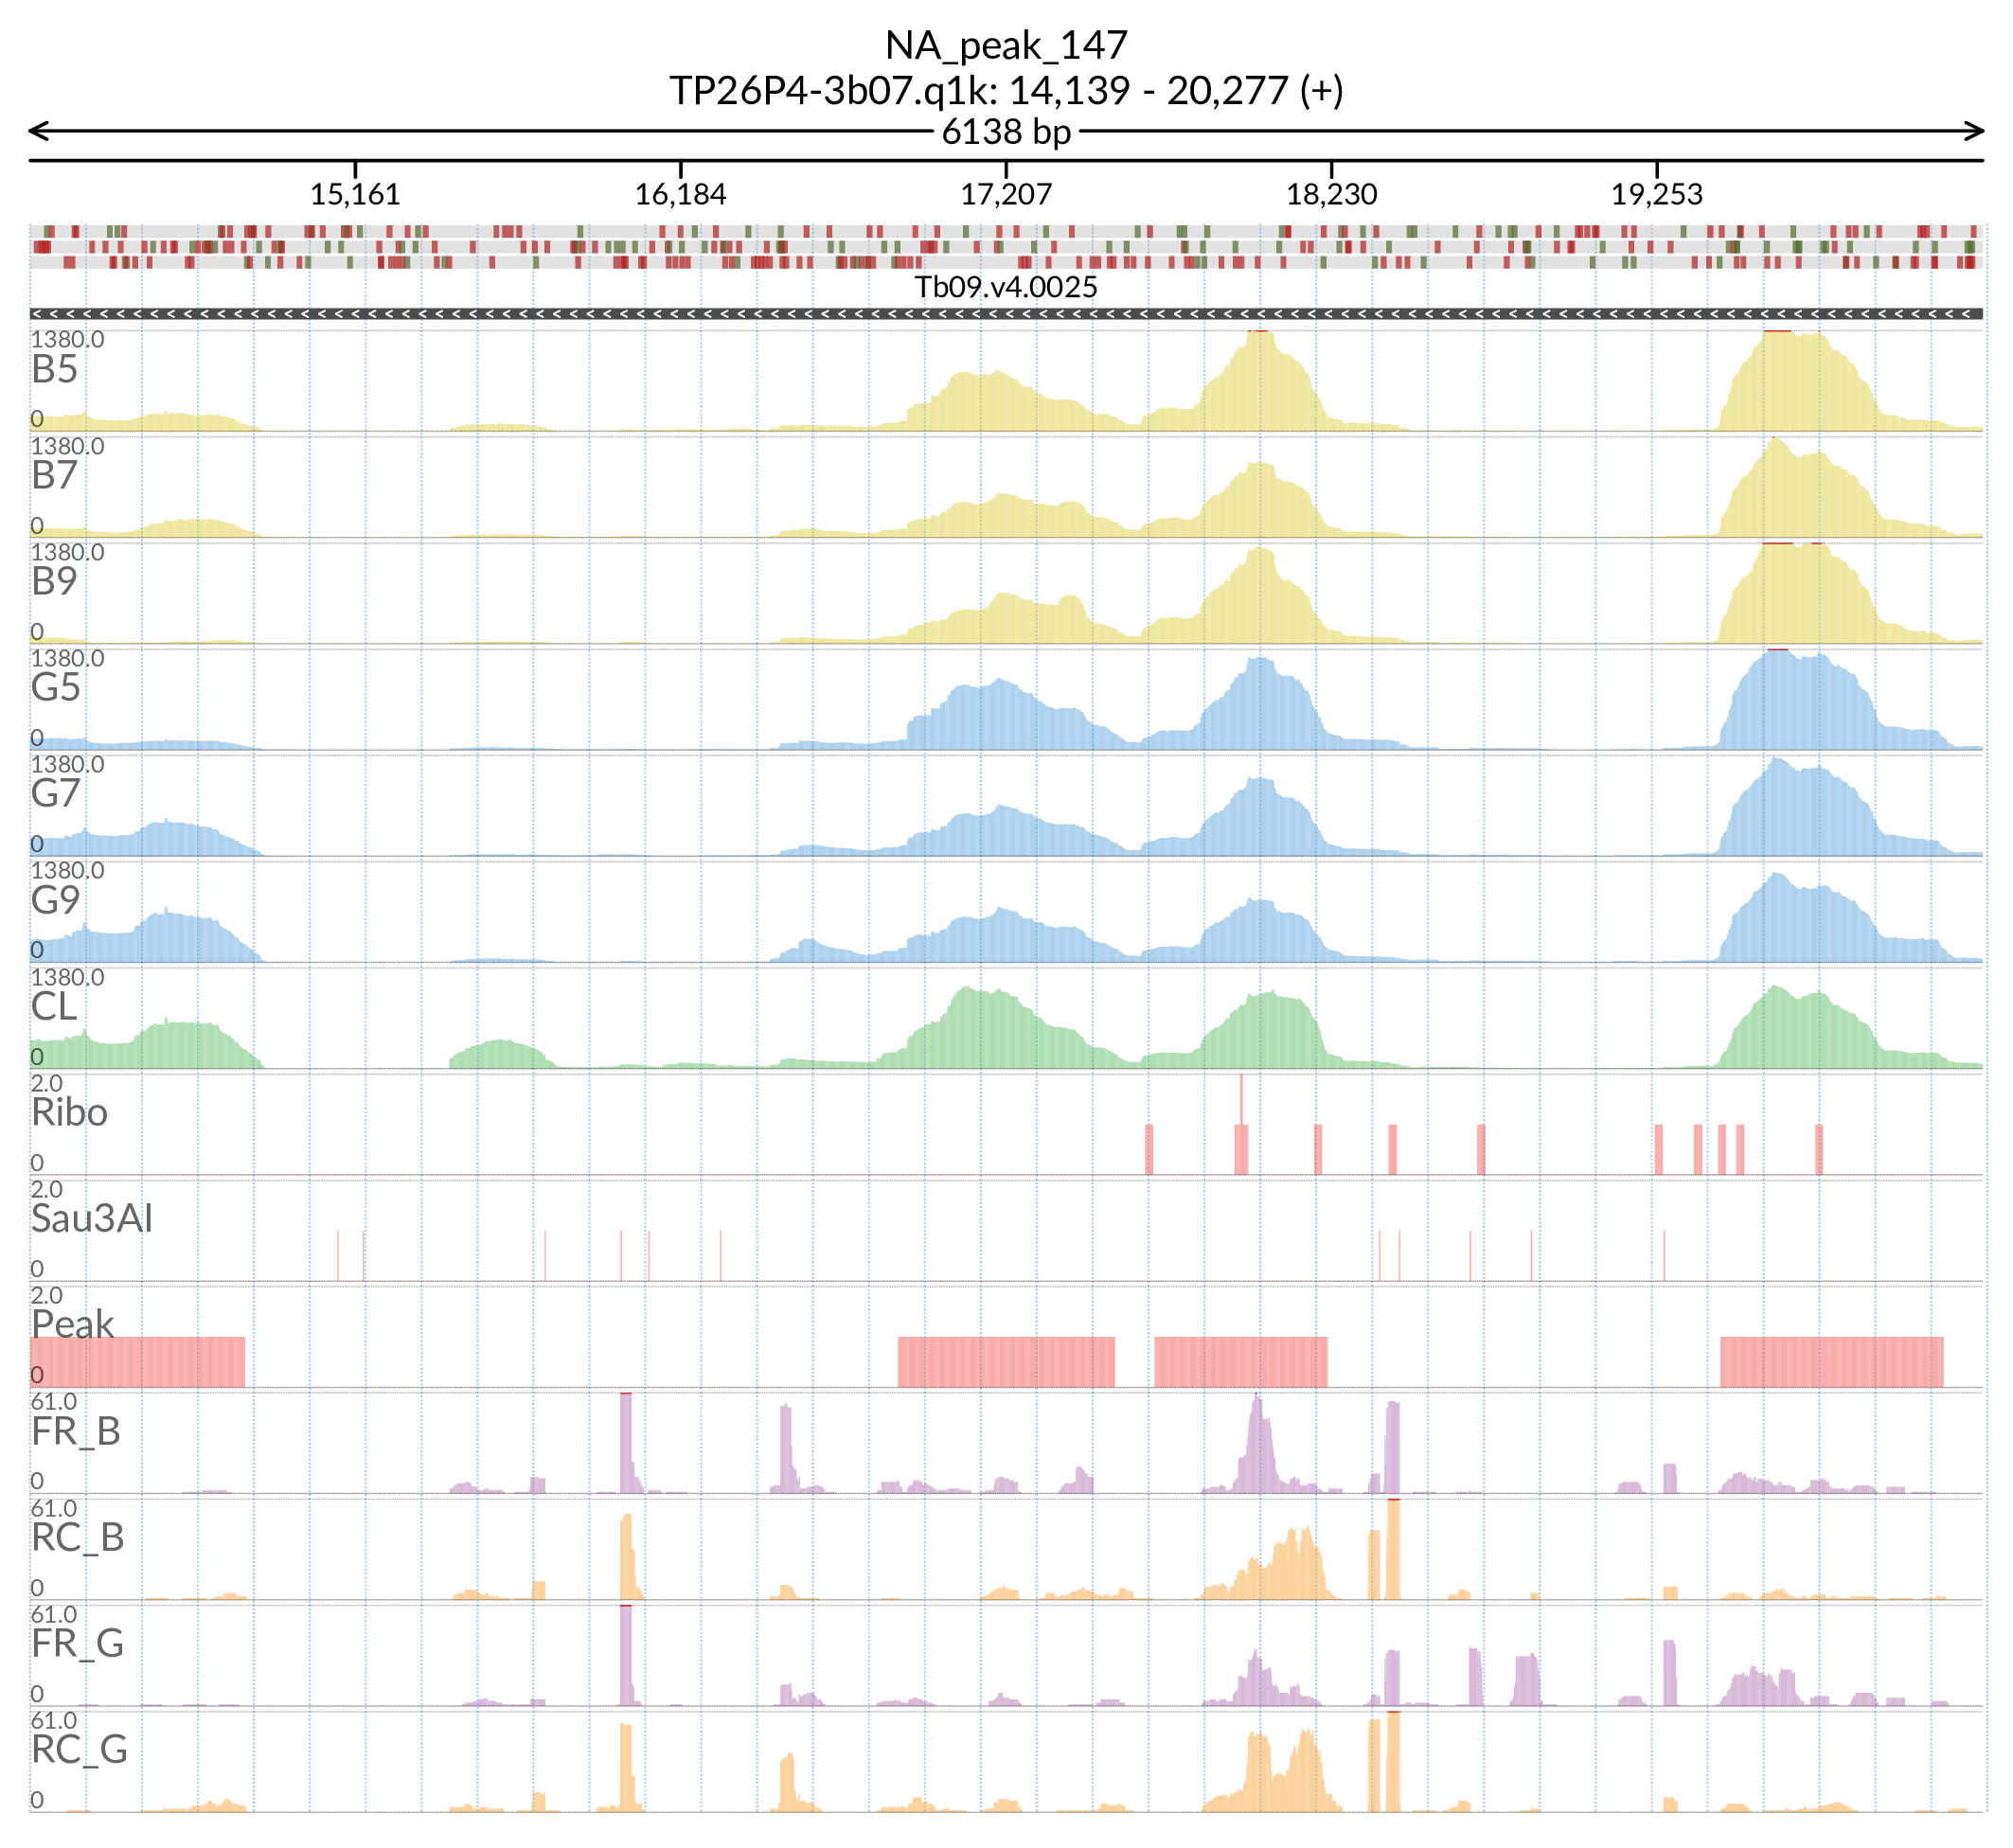 NA_peak_147
TP26P4-3b07.q1k: 14,139 - 20,277 (+)
6138 bp
15,161 16,184 17,207 18,230 19,253
Tb09.v4.0025
1380.0
B5
0
1380.0
B7
0
1380.0
B9
0
1380.0
G5
0
1380.0
G7
0
1380.0
G9
0
1380.0
CL
0
2.0
Ribo
0
2.0
Sau3AI
0
2.0
Peak
0
61.0
FR_B
0
61.0
RC_B
0
61.0
FR_G
0
61.0
RC_G
0